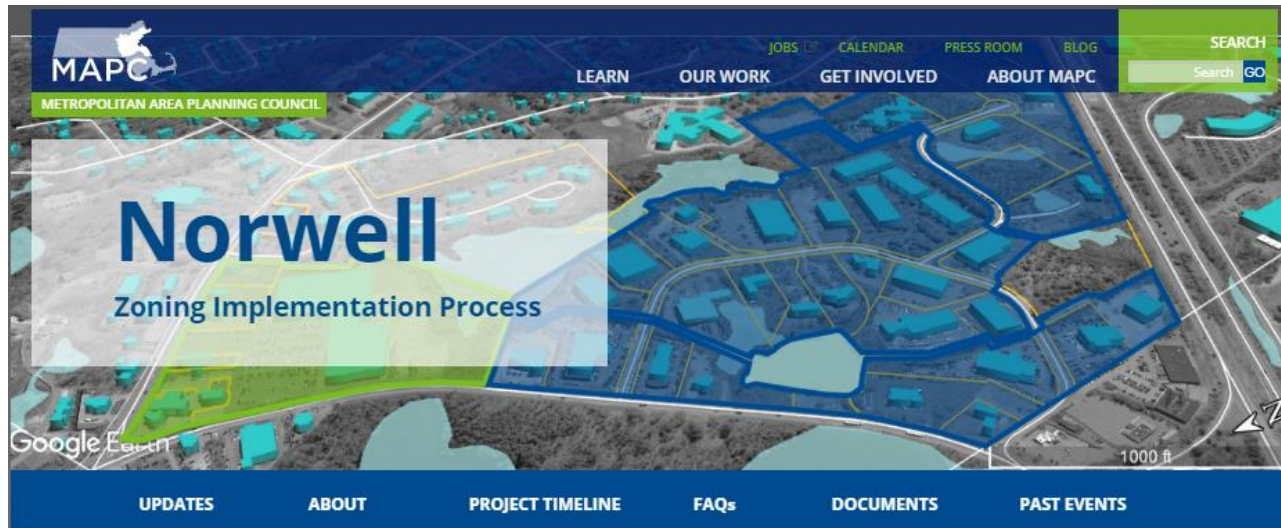 MAPC
METROPOLITAN AREA PLANNING COUNCIL
JOBS CALENDAR PRESS ROOM BLOG
LEARN OUR WORK GET INVOLVED ABOUT MAPC
SEARCH
Search GO
Norwell
Zoning Implementation Process
Google Earth
1000 ft
Z
UPDATES ABOUT PROJECT TIMELINE FAQs DOCUMENTS PAST EVENTS